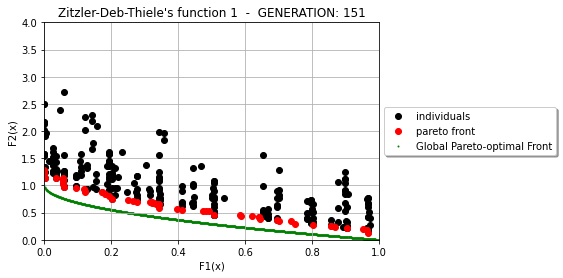 Zitzler-Deb-Thiele's function 1 - GENERATION: 151
4.0
3.5
3.0
2.5
2.0
1.5
1.0
0.5
0.0
F2(x)
0.0 0.2 0.4 0.6 0.8 1.0
F1(x)
individuals
pareto front
Global Pareto-optimal Front